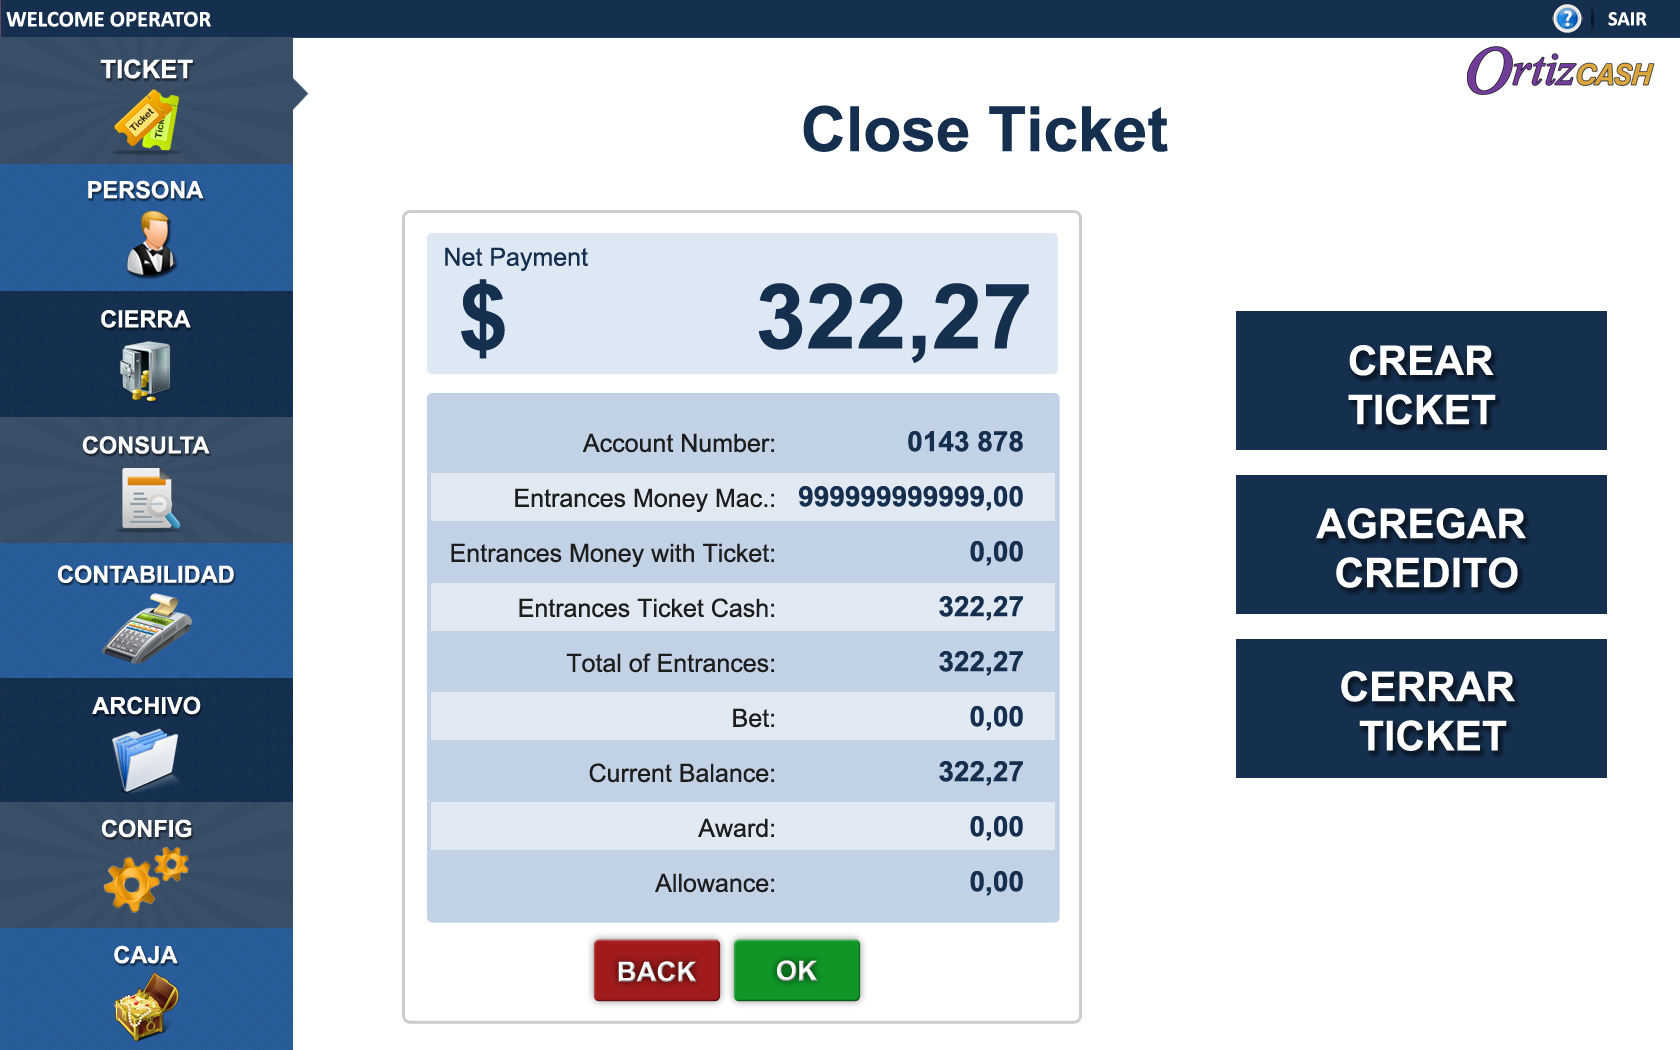 WELCOME OPERATOR
SAIR
TICKET
Ticket
PERSONA
CIERRA
CONSULTA
CONTABILIDAD
ARCHIVO
CONFIG
CAJA
OrtizCASH
Close Ticket
Net Payment
$ 322,27
Account Number: 0143 878
Entrances Money Mac.: 999999999999,00
Entrances Money with Ticket: 0,00
Entrances Ticket Cash: 322,27
Total of Entrances: 322,27
Bet: 0,00
Current Balance: 322,27
Award: 0,00
Allowance: 0,00
BACK OK
CREAR
TICKET
AGREGAR
CREDITO
CERRAR
TICKET